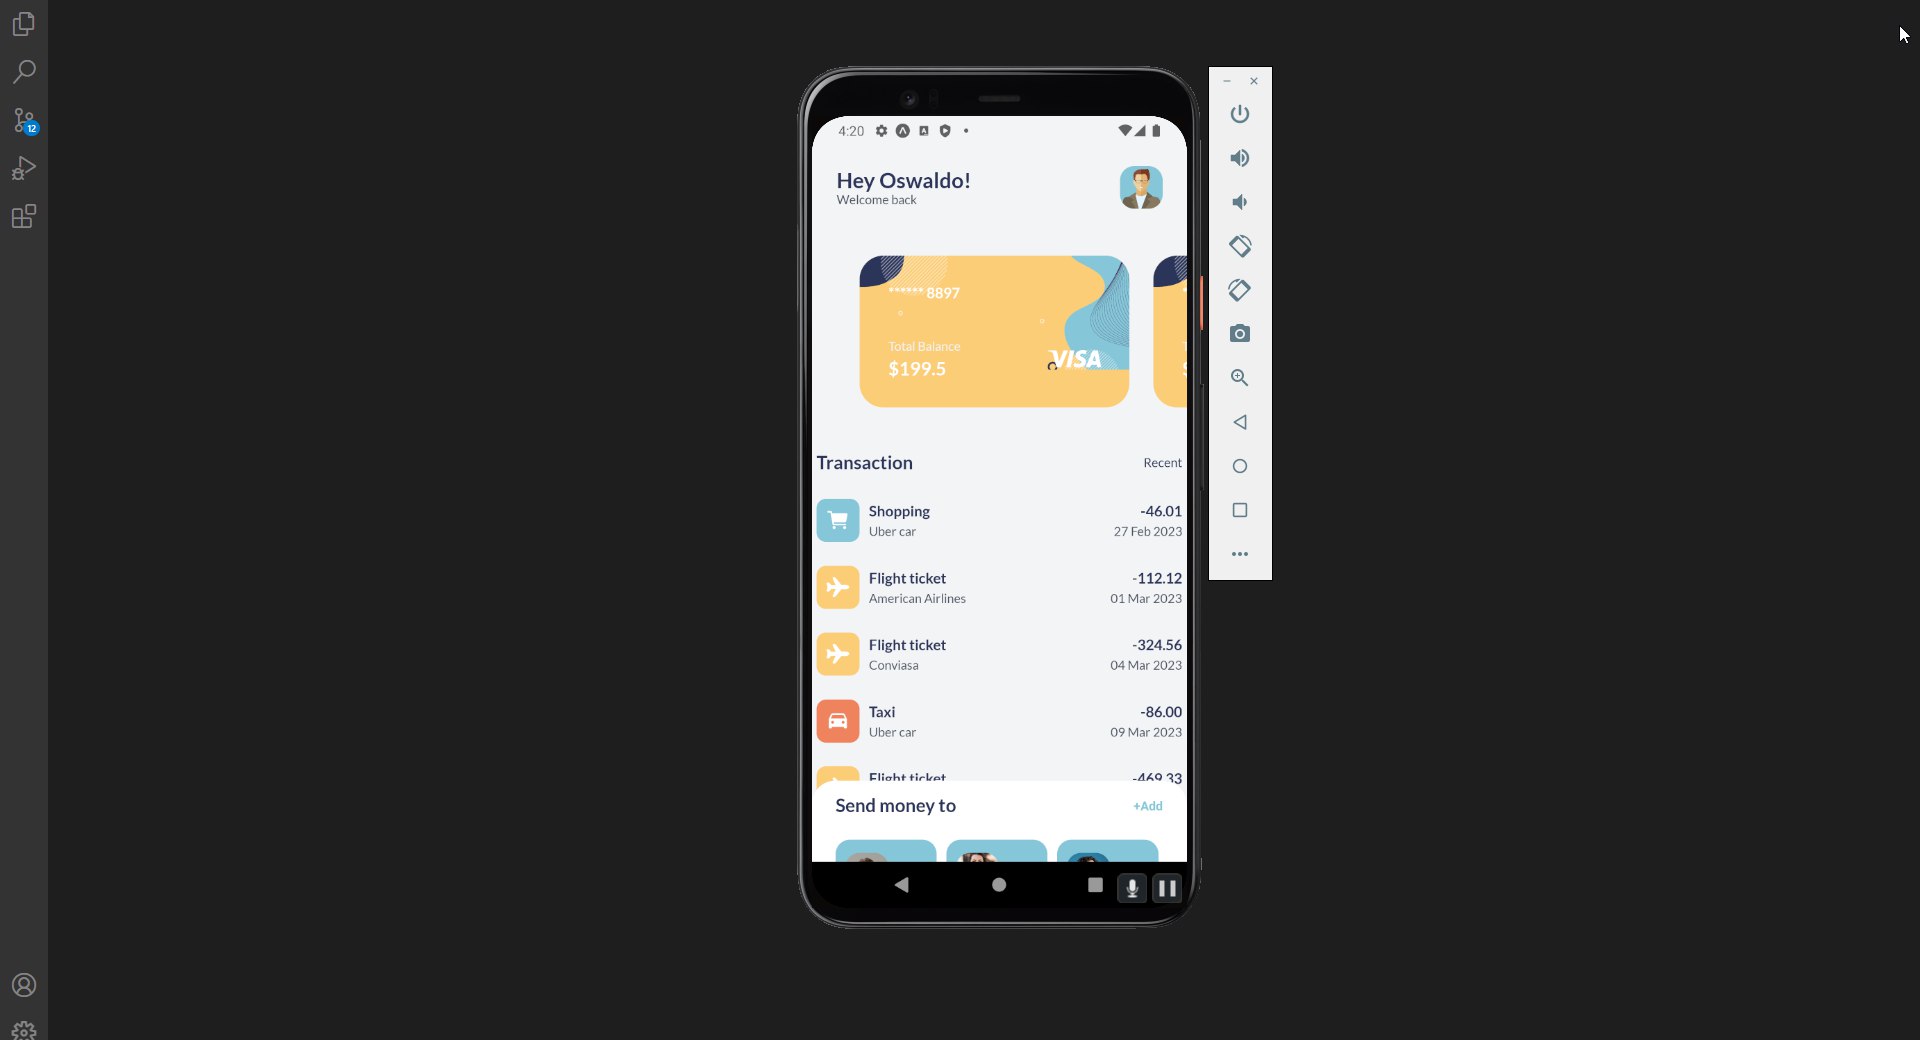 12
4:20
Hey Oswaldo!
Welcome back
****** 8897
Total Balance
$199.5
VISA
Transaction
Recent
Shopping
-46.01
Uber car
27 Feb 2023
Flight ticket
-112.12
American Airlines
01 Mar 2023
Flight ticket
-324.56
Conviasa
04 Mar 2023
Taxi
-86.00
Uber car
09 Mar 2023
Flight ticket
-469.33
Send money to
+Add